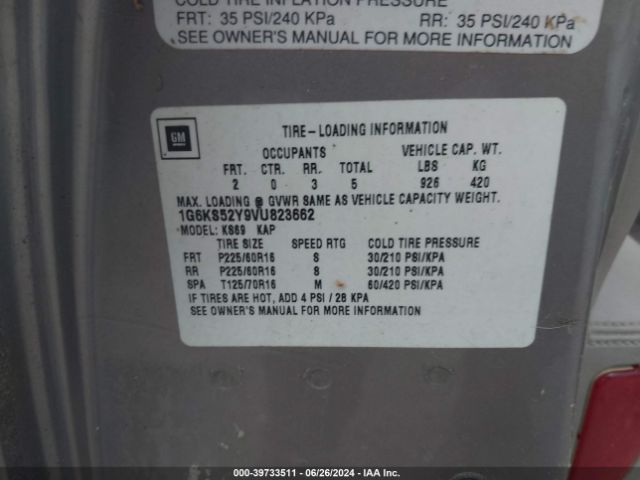 COLD TIRE INFLATION PRESSURE
FRT: 35 PSI/240 KPa RR: 35 PSI/240 KPa
SEE OWNER'S MANUAL FOR MORE INFORMATION
GM
TIRE-LOADING INFORMATION
OCCUPANTS VEHICLE CAP. WT.
FRT. CTR. RR. TOTAL LBS KG
2 0 3 5 926 420
MAX. LOADING @ GVWR SAME AS VEHICLE CAPACITY WEIGHT.
1G6KS52Y9VU823662
MODEL: KS69 KAP
TIRE SIZE SPEED RTG COLD TIRE PRESSURE
FRT P225/60R16 S 30/210 PSI/KPA
RR P225/60R16 S 30/210 PSI/KPA
SPA T125/70R16 M 60/420 PSI/KPA
IF TIRES ARE HOT, ADD 4 PSI / 28 KPA
SEE OWNER'S MANUAL FOR MORE INFORMATION
000-39733511 - 06/26/2024 - IAA Inc.